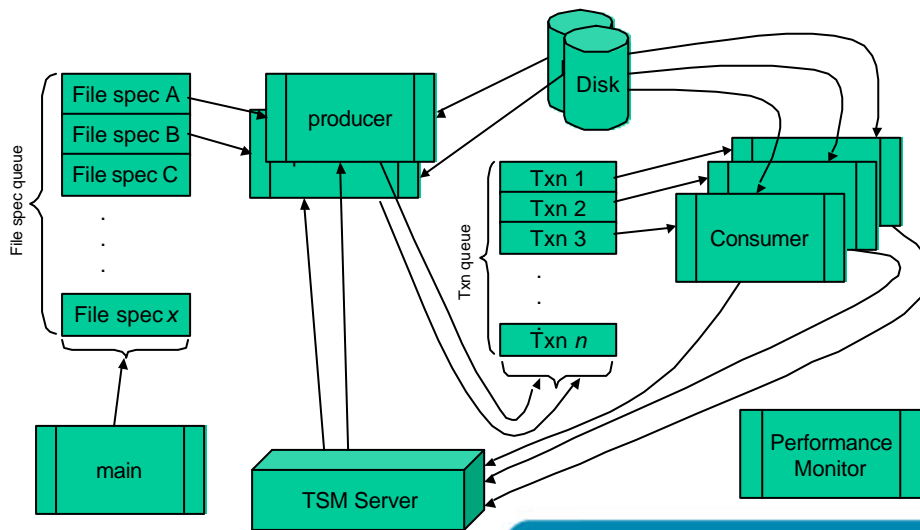 File spec queue
File spec A
File spec B
File spec C
.
.
.
File spec x
main
producer
Disk
Txn queue
Txn 1
Txn 2
Txn 3
.
.
.
Txn n
Consumer
TSM Server
Performance
Monitor